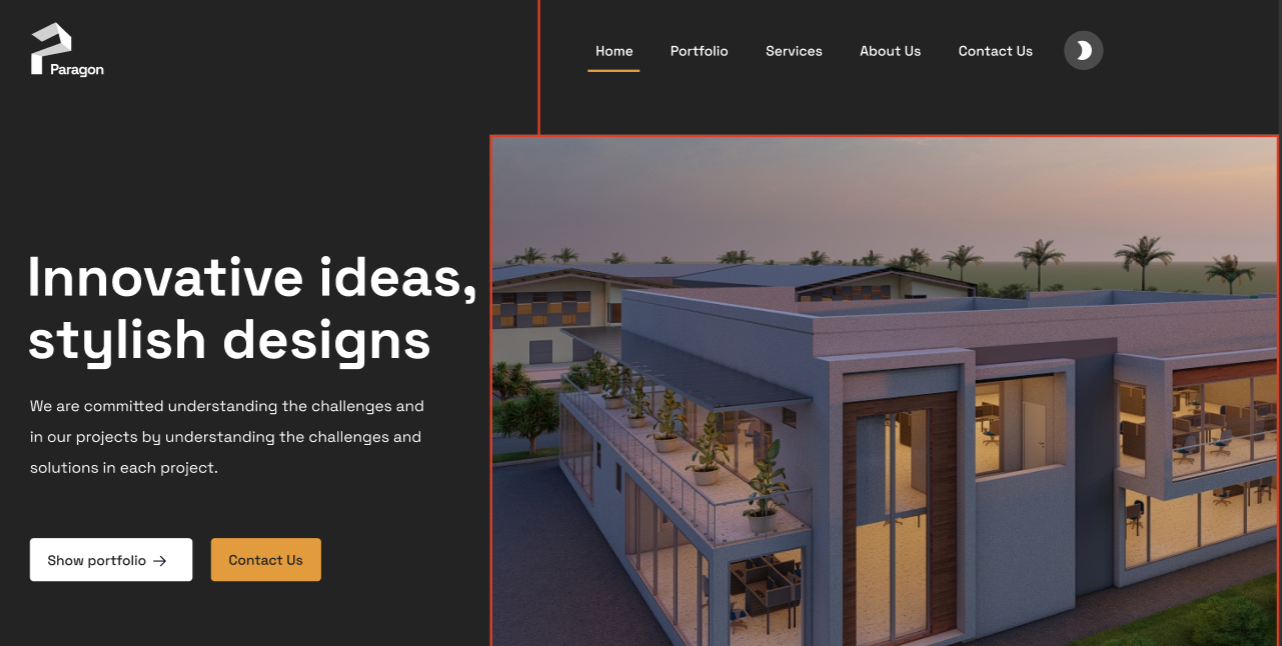 Paragon
Home Portfolio Services About Us Contact Us
Innovative ideas,
stylish designs
We are committed understanding the challenges and
in our projects by understanding the challenges and
solutions in each project.
Show portfolio →
Contact Us